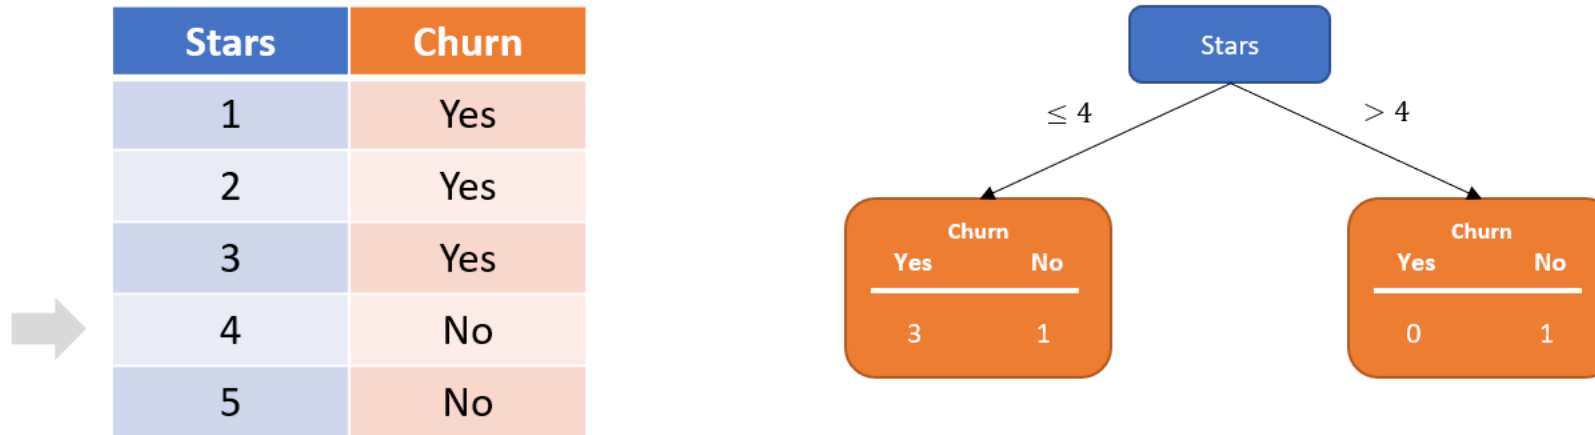 Stars Churn
1 Yes
2 Yes
3 Yes
4 No
5 No
Stars
≤ 4 > 4
Churn
Yes No
3 1
Churn
Yes No
0 1